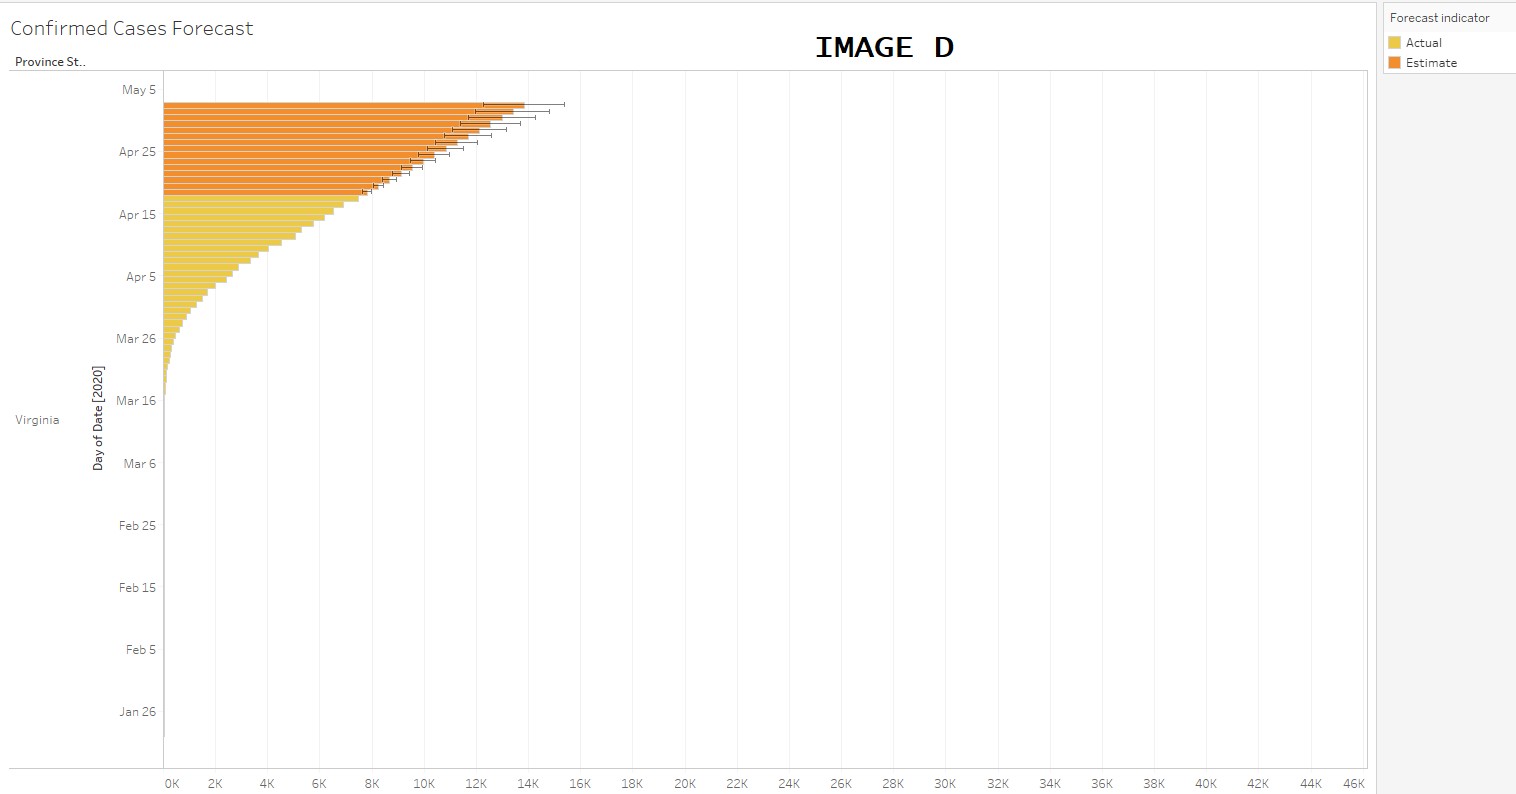 Confirmed Cases Forecast
IMAGE D
Forecast indicator
Actual
Estimate
Province St..
May 5
Apr 25
Apr 15
Apr 5
Mar 26
Mar 16
Mar 6
Feb 25
Feb 15
Feb 5
Jan 26
Virginia
Day of Date [2020]
0K 2K 4K 6K 8K 10K 12K 14K 16K 18K 20K 22K 24K 26K 28K 30K 32K 34K 36K 38K 40K 42K 44K 46K